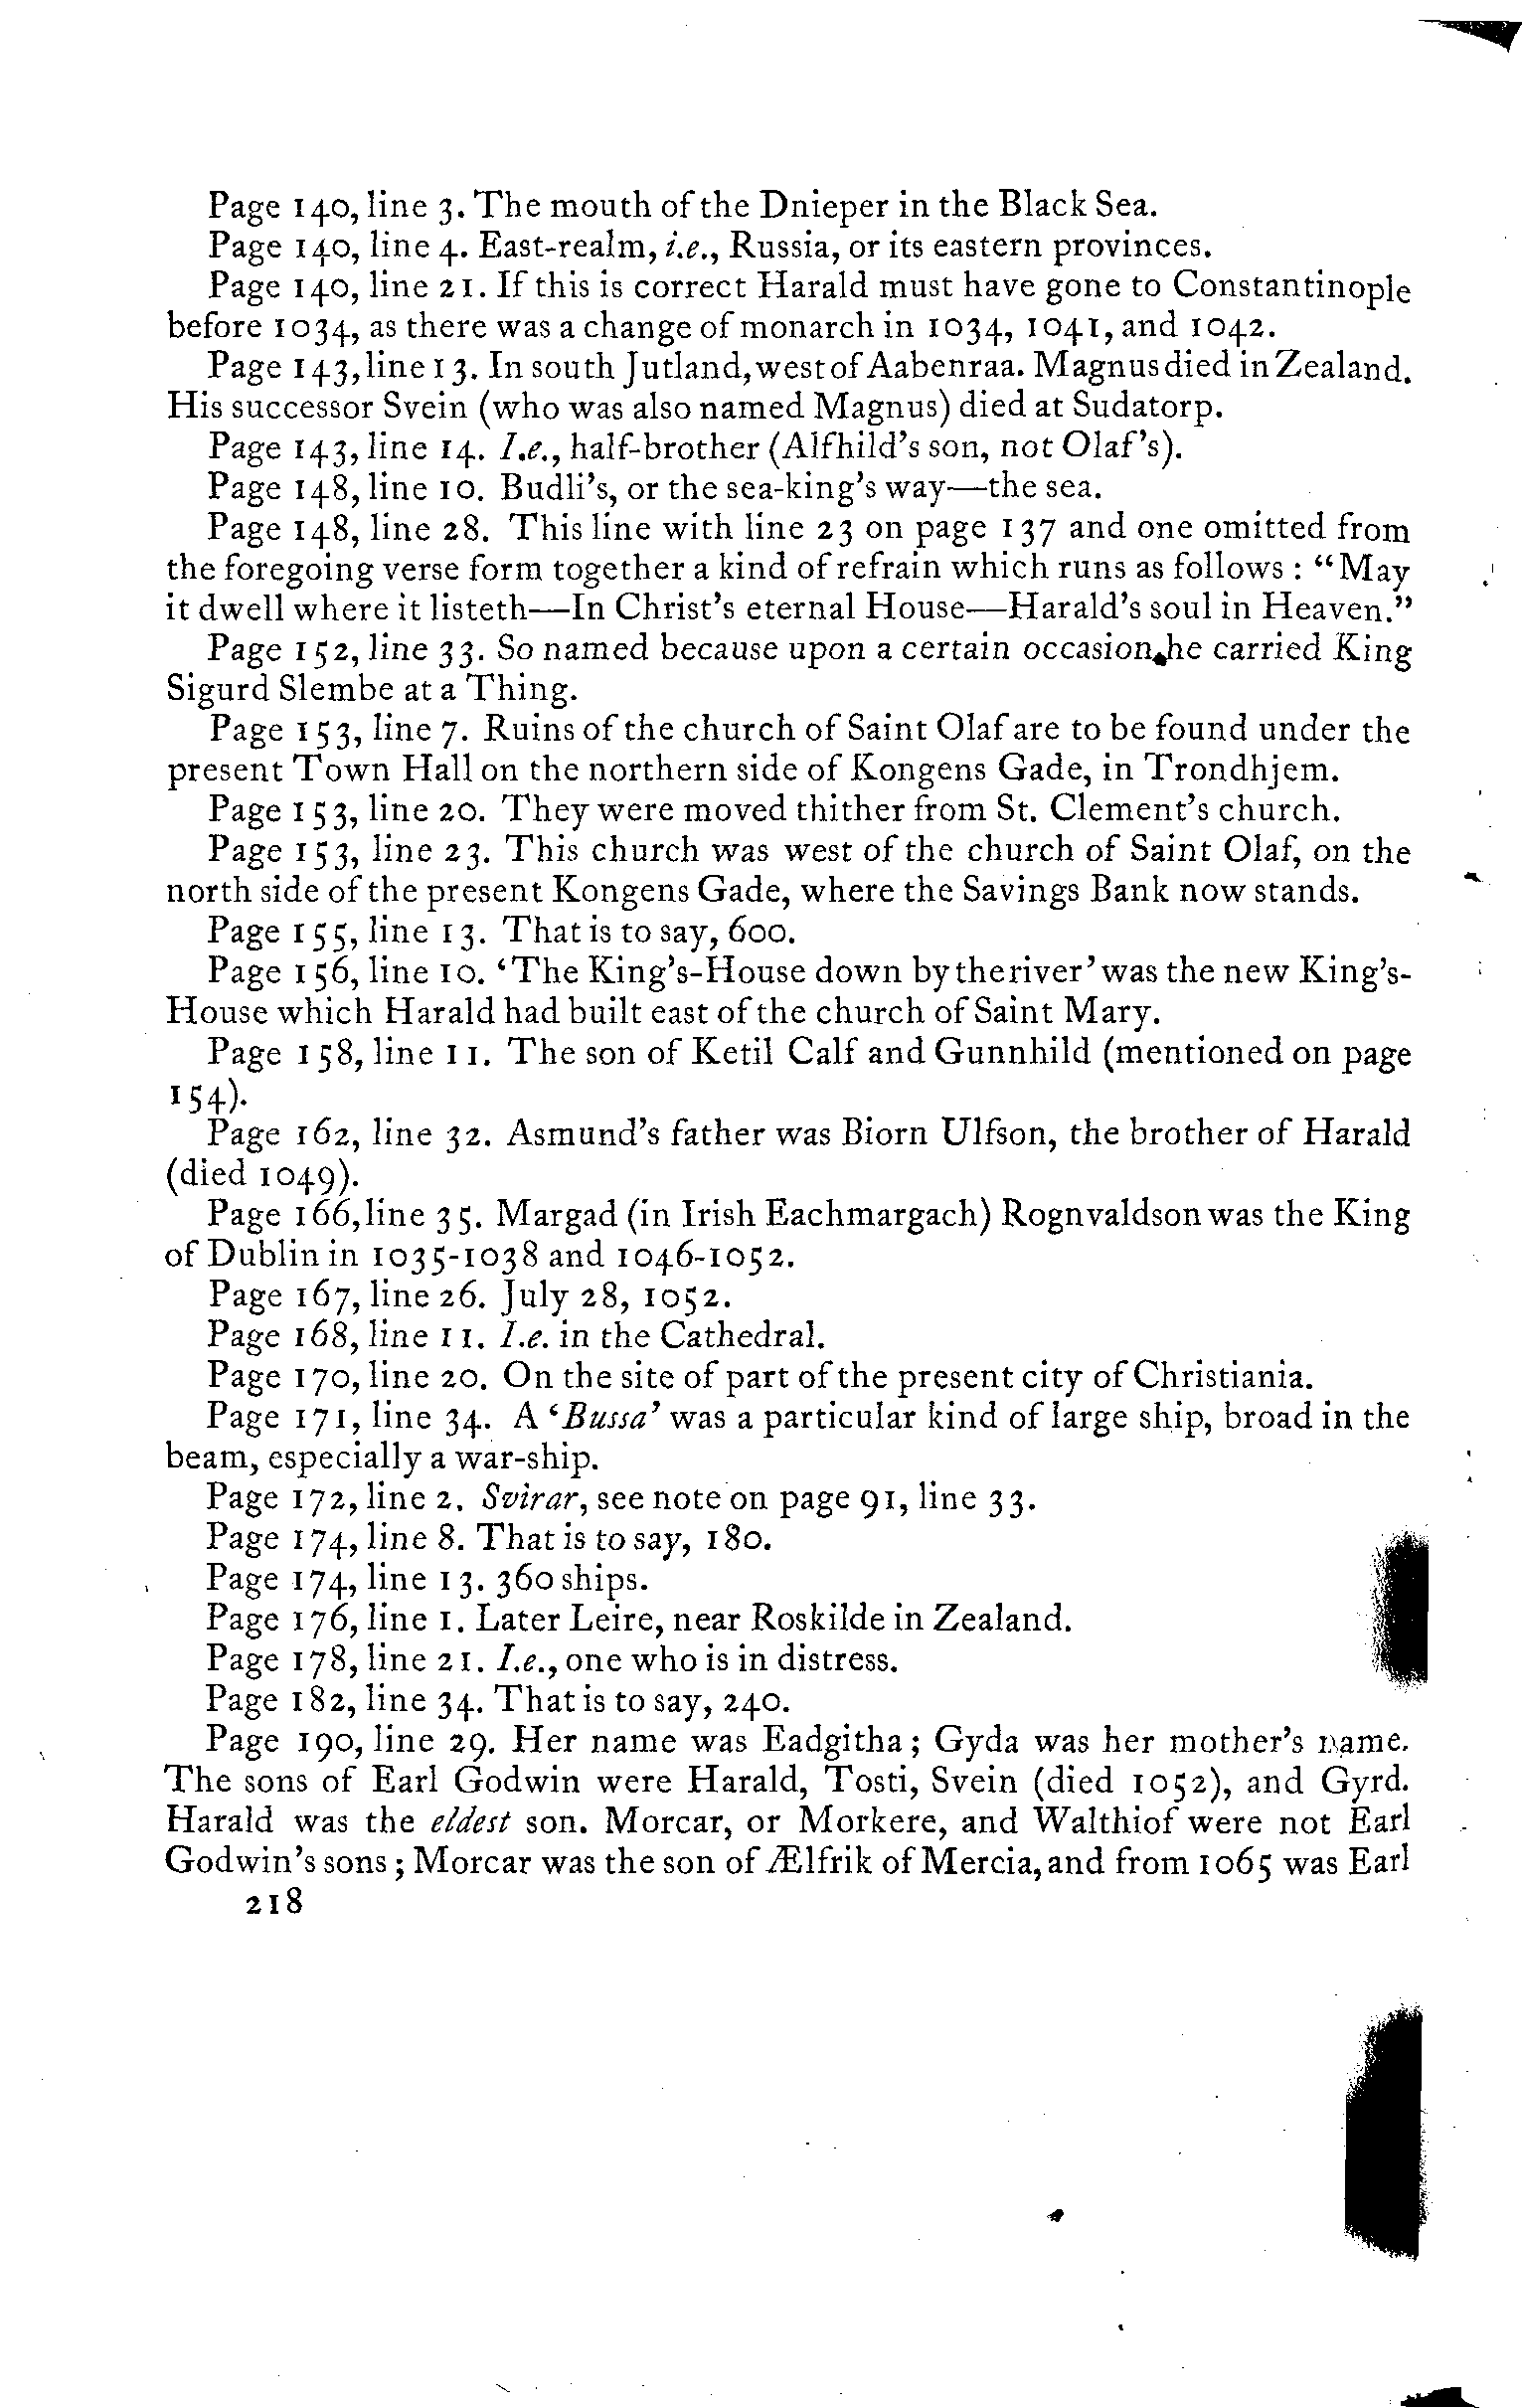 Page 140, line 3. The mouth of the Dnieper in the Black Sea.
Page 140, line 4. East-realm, i.e., Russia, or its eastern provinces.
Page 140, line 21. If this is correct Harald must have gone to Constantinople
before 1034, as there was a change of monarch in 1034, 1041, and 1042.
Page 143, line 13. In south Jutland, west of Aabenraa. Magnus died in Zealand.
His successor Svein (who was also named Magnus) died at Sudatorp.
Page 143, line 14. I.e., half-brother (Alfhild's son, not Olaf's).
Page 148, line 10. Budli's, or the sea-king's way—the sea.
Page 148, line 28. This line with line 23 on page 137 and one omitted from
the foregoing verse form together a kind of refrain which runs as follows : "May
it dwell where it listeth—In Christ's eternal House—Harald's soul in Heaven."
Page 152, line 33. So named because upon a certain occasion he carried King
Sigurd Slembe at a Thing.
Page 153, line 7. Ruins of the church of Saint Olaf are to be found under the
present Town Hall on the northern side of Kongens Gade, in Trondhjem.
Page 153, line 20. They were moved thither from St. Clement's church.
Page 153, line 23. This church was west of the church of Saint Olaf, on the
north side of the present Kongens Gade, where the Savings Bank now stands.
Page 155, line 13. That is to say, 600.
Page 156, line 10. 'The King's-House down by the river' was the new King's-
House which Harald had built east of the church of Saint Mary.
Page 158, line 11. The son of Ketil Calf and Gunnhild (mentioned on page
154).
Page 162, line 32. Asmund's father was Biorn Ulfson, the brother of Harald
(died 1049).
Page 166, line 35. Margad (in Irish Eachmargach) Rognvaldson was the King
of Dublin in 1035-1038 and 1046-1052.
Page 167, line 26. July 28, 1052.
Page 168, line 11. I.e. in the Cathedral.
Page 170, line 20. On the site of part of the present city of Christiania.
Page 171, line 34. A 'Bussa' was a particular kind of large ship, broad in the
beam, especially a war-ship.
Page 172, line 2. Svirar, see note on page 91, line 33.
Page 174, line 8. That is to say, 180.
Page 174, line 13. 360 ships.
Page 176, line 1. Later Leire, near Roskilde in Zealand.
Page 178, line 21. I.e., one who is in distress.
Page 182, line 34. That is to say, 240.
Page 190, line 29. Her name was Eadgitha ; Gyda was her mother's name.
The sons of Earl Godwin were Harald, Tosti, Svein (died 1052), and Gyrd.
Harald was the eldest son. Morcar, or Morkere, and Walthiof were not Earl
Godwin's sons ; Morcar was the son of Ælfrik of Mercia, and from 1065 was Earl
218